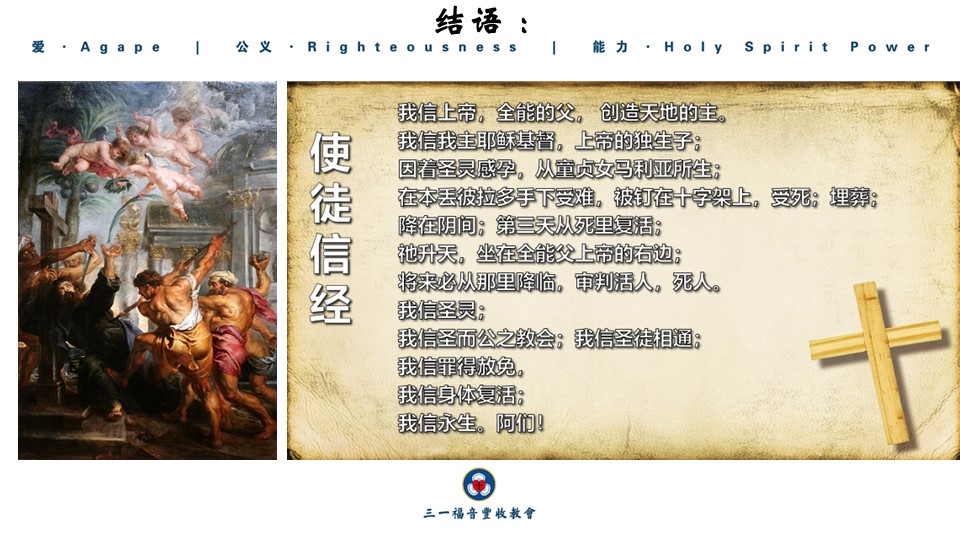 结语：
爱·Agape | 公义·Righteousness | 能力·Holy Spirit Power
使徒信经
我信上帝，全能的父， 创造天地的主。
我信我主耶稣基督，上帝的独生子；
因着圣灵感孕，从童贞女马利亚所生；
在本丢彼拉多手下受难，被钉在十字架上，受死；埋葬；
降在阴间；第三天从死里复活；
祂升天，坐在全能父上帝的右边；
将来必从那里降临，审判活人，死人。
我信圣灵；
我信圣而公之教会；我信圣徒相通；
我信罪得赦免，
我信身体复活；
我信永生。阿们！
三一福音豐收教會